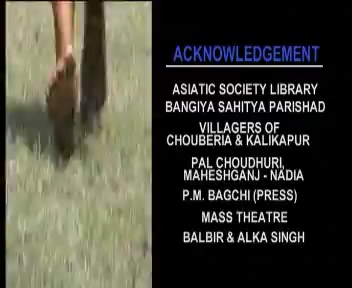 ACKNOWLEDGEMENT
ASIATIC SOCIETY LIBRARY
BANGIYA SAHITYA PARISHAD
VILLAGERS OF
CHOUBERIA & KALIKAPUR
PAL CHOUDHURI,
MAHESHGANJ - NADIA
P.M. BAGCHI (PRESS)
MASS THEATRE
BALBIR & ALKA SINGH